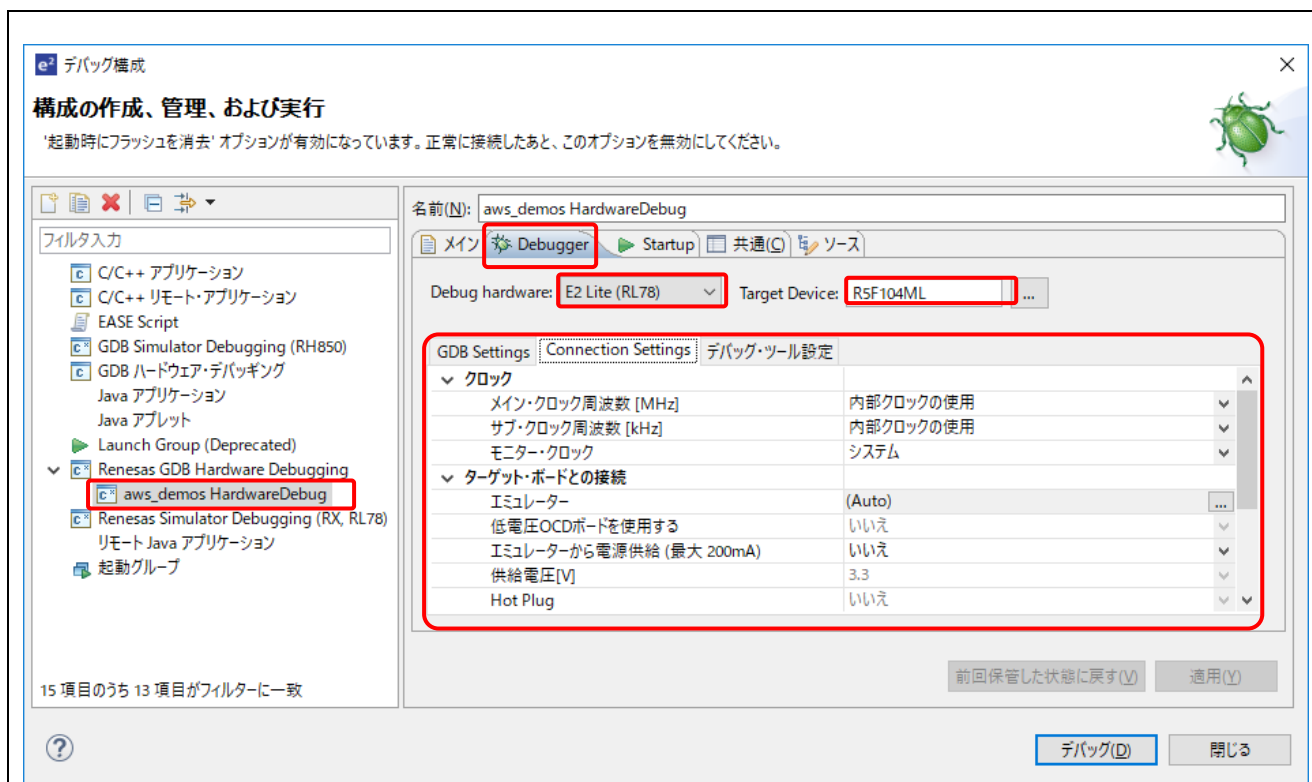 e² デバッグ構成
構成の作成、管理、および実行
'起動時にフラッシュを消去' オプションが有効になっています。正常に接続したあと、このオプションを無効にしてください。
フィルタ入力
C/C++ アプリケーション
C/C++ リモート・アプリケーション
EASE Script
GDB Simulator Debugging (RH850)
GDB ハードウェア・デバッギング
Java アプリケーション
Java アプレット
Launch Group (Deprecated)
Renesas GDB Hardware Debugging
aws_demos HardwareDebug
Renesas Simulator Debugging (RX, RL78)
リモート Java アプリケーション
起動グループ
15 項目のうち 13 項目がフィルターに一致
名前(N): aws_demos HardwareDebug
メイン Debugger Startup 共通(C) ソース
Debug hardware: E2 Lite (RL78) Target Device: R5F104ML ...
GDB Settings Connection Settings デバッグ・ツール設定
クロック
メイン・クロック周波数 [MHz] 内部クロックの使用
サブ・クロック周波数 [kHz] 内部クロックの使用
モニター・クロック システム
ターゲット・ボードとの接続
エミュレーター (Auto) ...
低電圧OCDボードを使用する いいえ
エミュレーターから電源供給 (最大 200mA) いいえ
供給電圧[V] 3.3
Hot Plug いいえ
前回保管した状態に戻す(V) 適用(Y)
? デバッグ(D) 閉じる